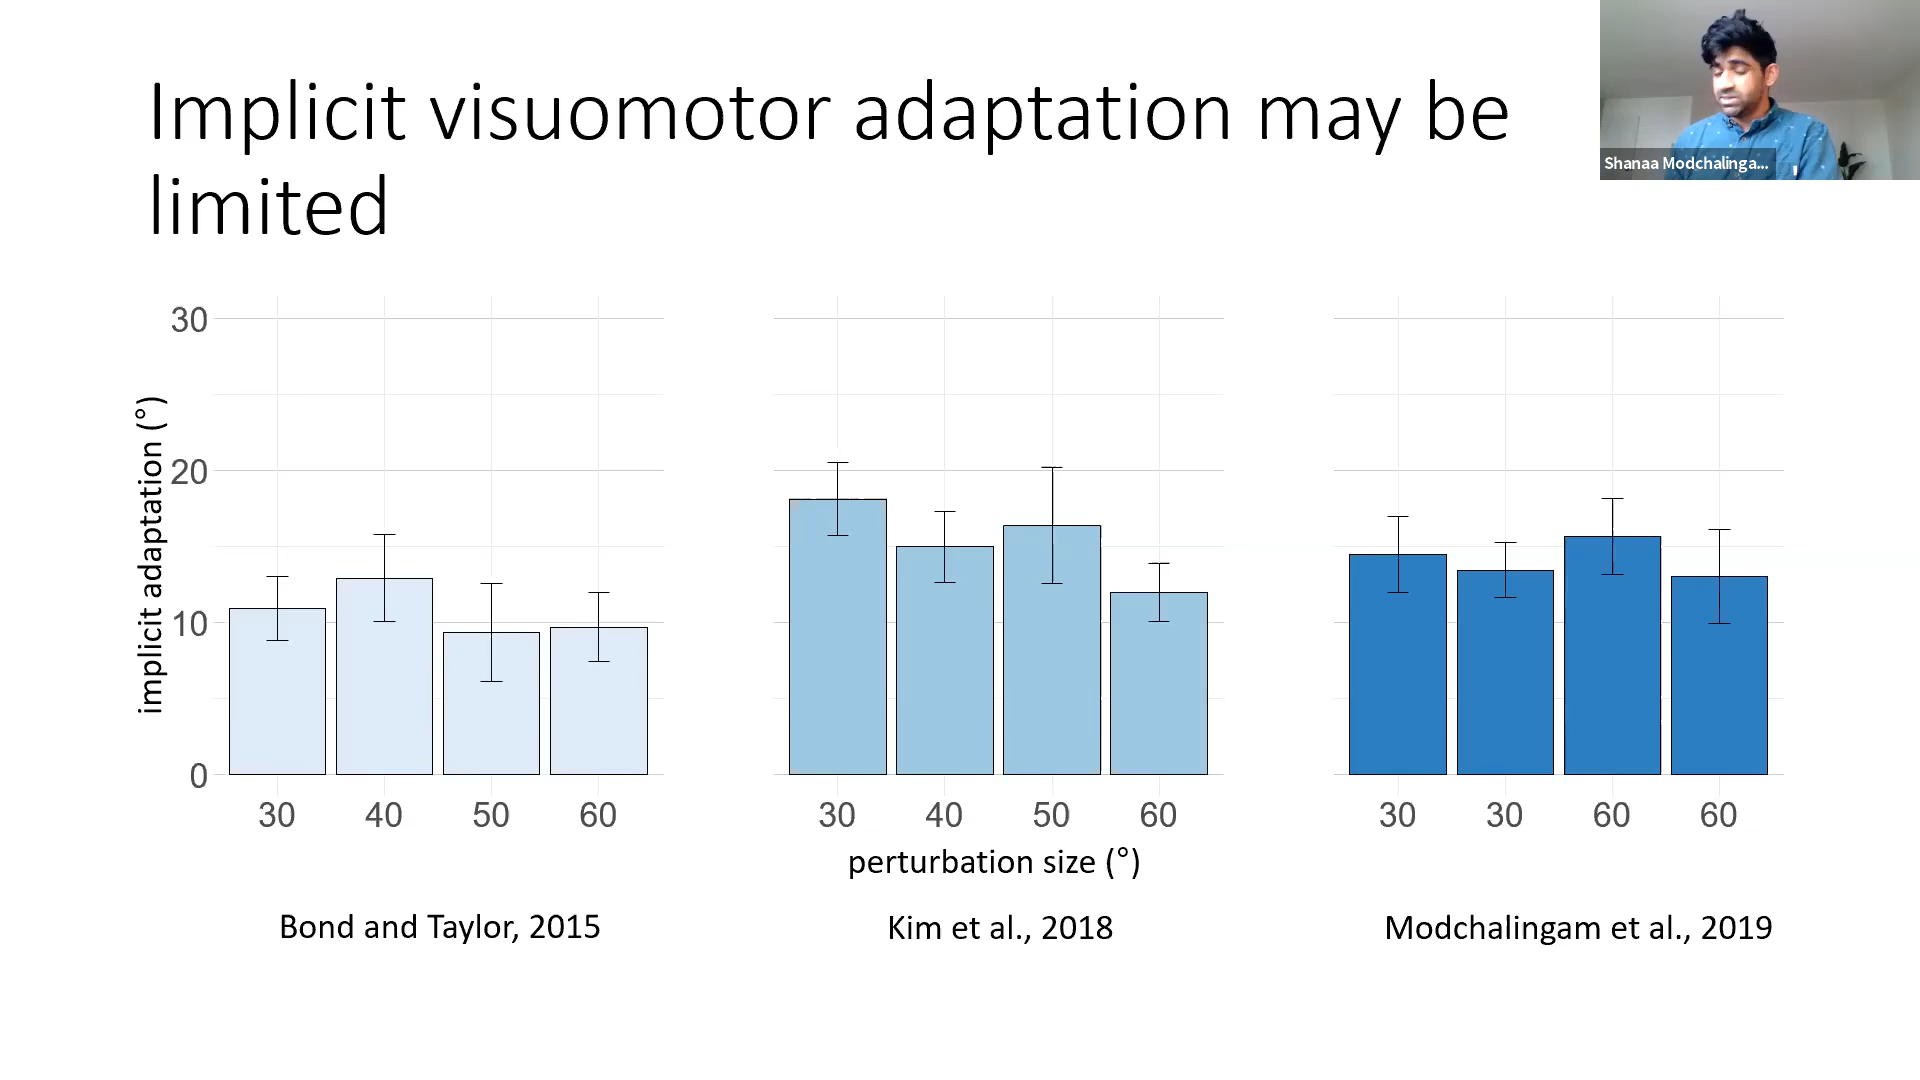 Implicit visuomotor adaptation may be
limited
Shanaa Modchalinga...
implicit adaptation (°)
30
20
10
0
30 40 50 60
30 40 50 60
30 30 60 60
perturbation size (°)
Bond and Taylor, 2015
Kim et al., 2018
Modchalingam et al., 2019